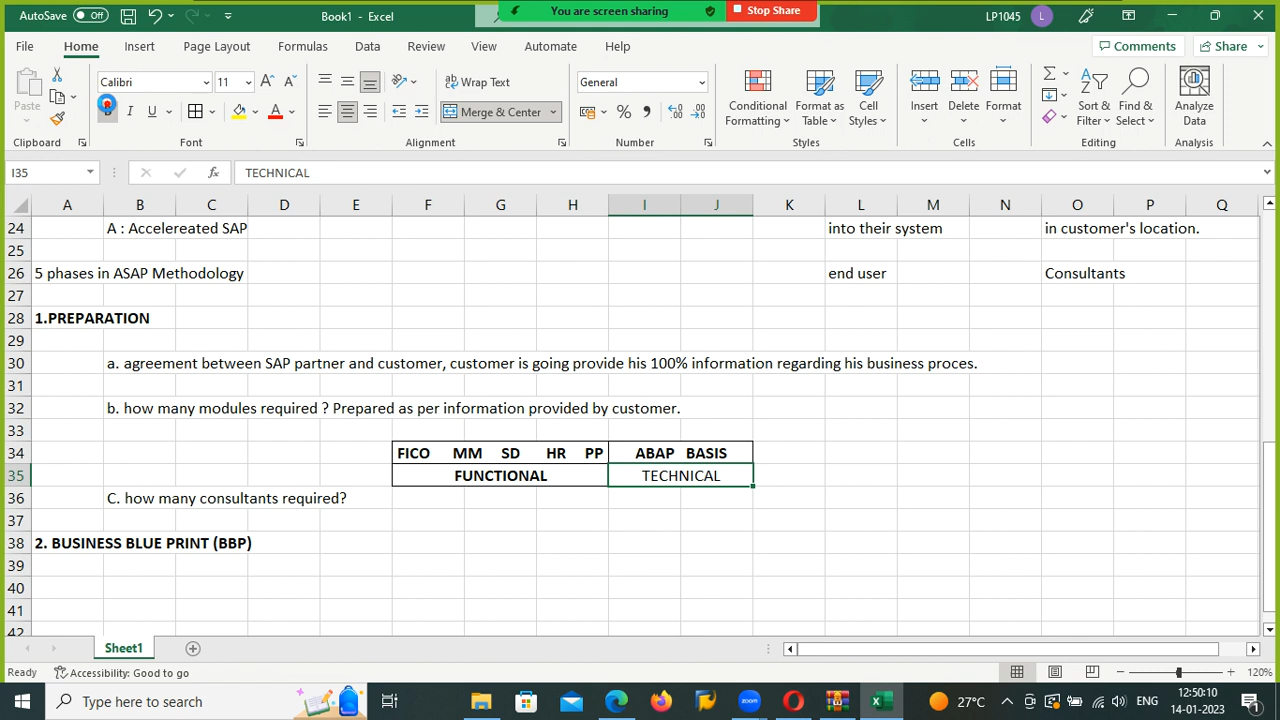 AutoSave Off Book1 - Excel You are screen sharing Stop Share LP1045 L
File Home Insert Page Layout Formulas Data Review View Automate Help Comments Share
Paste Calibri 11 A A ab Wrap Text General Conditional Formatting Format as Table Cell Styles Insert Delete Format Sort & Filter Find & Select Analyze Data
I U A Merge & Center %
Clipboard Font Alignment Number Styles Cells Editing Analysis
I35 fx TECHNICAL
A B C D E F G H I J K L M N O P Q
24 A : Accelereated SAP into their system in customer's location.
25
26 5 phases in ASAP Methodology end user Consultants
27
28 1.PREPARATION
29
30 a. agreement between SAP partner and customer, customer is going provide his 100% information regarding his business proces.
31
32 b. how many modules required ? Prepared as per information provided by customer.
33
34 FICO MM SD HR PP ABAP BASIS
35 FUNCTIONAL TECHNICAL
36 C. how many consultants required?
37
38 2. BUSINESS BLUE PRINT (BBP)
39
40
41
42
Sheet1
Ready Accessibility: Good to go 120%
Type here to search zoom 27°C ENG 12:50:10
14-01-2023 1